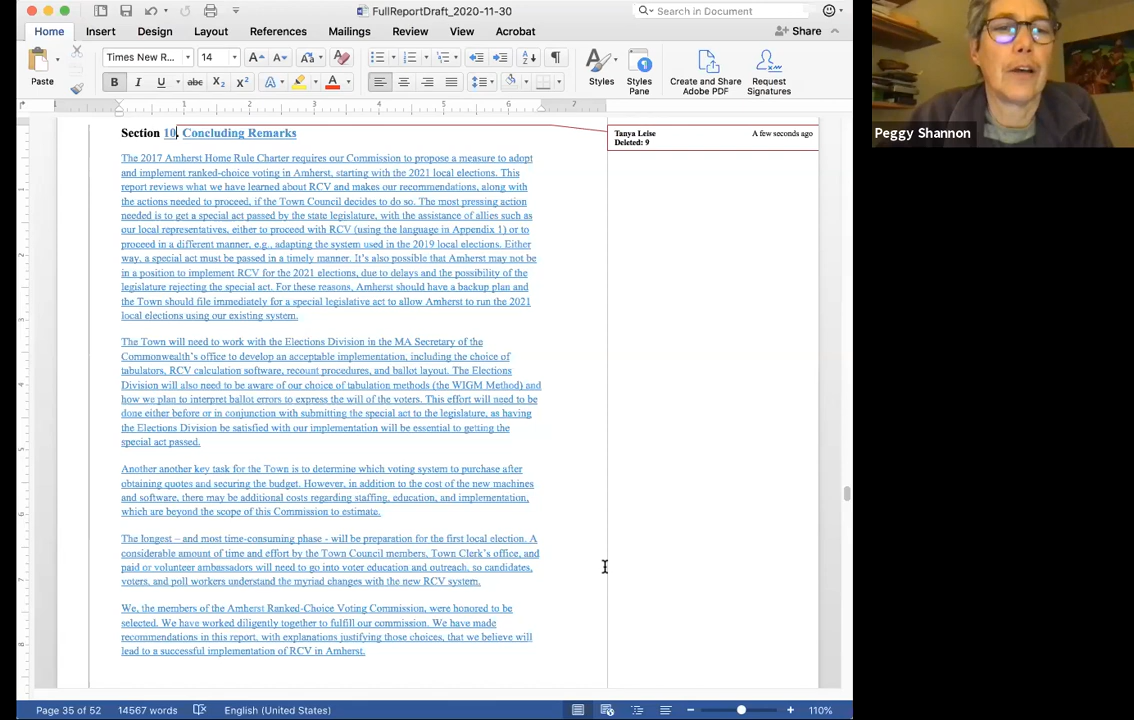 FullReportDraft_2020-11-30
Search in Document
Home Insert Design Layout References Mailings Review View Acrobat Share
Paste
Times New R... 14
Styles
Styles Pane
Create and Share Adobe PDF
Request Signatures
1 1 2 3 4 5 6 7
Section 10. Concluding Remarks
The 2017 Amherst Home Rule Charter requires our Commission to propose a measure to adopt
and implement ranked-choice voting in Amherst, starting with the 2021 local elections. This
report reviews what we have learned about RCV and makes our recommendations, along with
the actions needed to proceed, if the Town Council decides to do so. The most pressing action
needed is to get a special act passed by the state legislature, with the assistance of allies such as
our local representatives, either to proceed with RCV (using the language in Appendix 1) or to
proceed in a different manner, e.g., adapting the system used in the 2019 local elections. Either
way, a special act must be passed in a timely manner. It's also possible that Amherst may not be
in a position to implement RCV for the 2021 elections, due to delays and the possibility of the
legislature rejecting the special act. For these reasons, Amherst should have a backup plan and
the Town should file immediately for a special legislative act to allow Amherst to run the 2021
local elections using our existing system.
The Town will need to work with the Elections Division in the MA Secretary of the
Commonwealth's office to develop an acceptable implementation, including the choice of
tabulators, RCV calculation software, recount procedures, and ballot layout. The Elections
Division will also need to be aware of our choice of tabulation methods (the WIGM Method) and
how we plan to interpret ballot errors to express the will of the voters. This effort will need to be
done either before or in conjunction with submitting the special act to the legislature, as having
the Elections Division be satisfied with our implementation will be essential to getting the
special act passed.
Another another key task for the Town is to determine which voting system to purchase after
obtaining quotes and securing the budget. However, in addition to the cost of the new machines
and software, there may be additional costs regarding staffing, education, and implementation,
which are beyond the scope of this Commission to estimate.
The longest – and most time-consuming phase - will be preparation for the first local election. A
considerable amount of time and effort by the Town Council members, Town Clerk's office, and
paid or volunteer ambassadors will need to go into voter education and outreach, so candidates,
voters, and poll workers understand the myriad changes with the new RCV system.
We, the members of the Amherst Ranked-Choice Voting Commission, were honored to be
selected. We have worked diligently together to fulfill our commission. We have made
recommendations in this report, with explanations justifying those choices, that we believe will
lead to a successful implementation of RCV in Amherst.
Tanya Leise A few seconds ago
Deleted: 9
Page 35 of 52 14567 words English (United States) 110%
Peggy Shannon